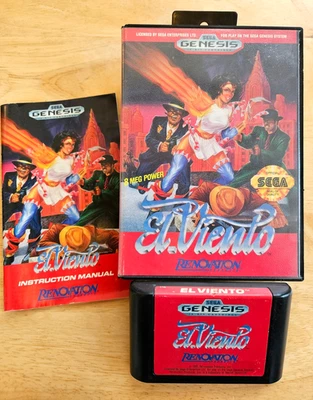 LICENSED BY SEGA ENTERPRISES LTD. FOR PLAY ON THE SEGA GENESIS SYSTEM
SEGA
GENESIS
8 MEG POWER
SEGA
El.Viento
RENOVATION
SEGA
GENESIS
El.Viento
INSTRUCTION MANUAL
RENOVATION
EL VIENTO
SEGA
GENESIS
El.Viento
RENOVATION